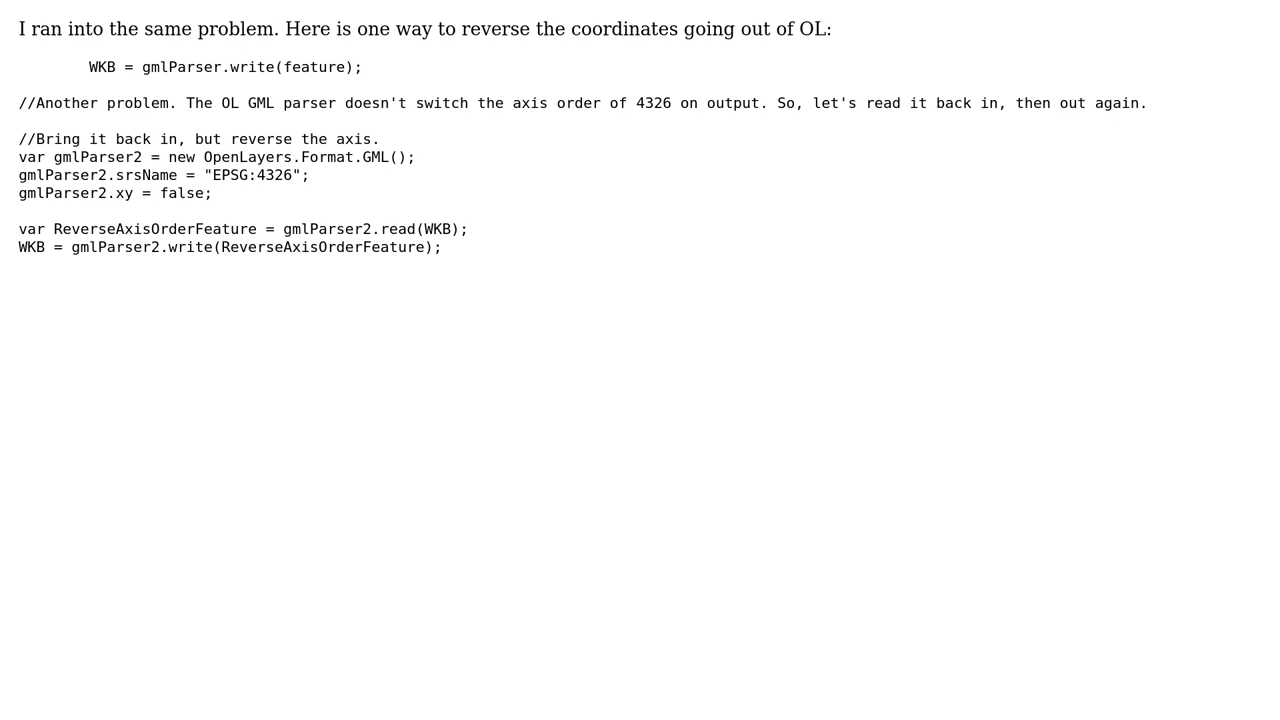 I ran into the same problem. Here is one way to reverse the coordinates going out of OL:
WKB = gmlParser.write(feature);
//Another problem. The OL GML parser doesn't switch the axis order of 4326 on output. So, let's read it back in, then out again.
//Bring it back in, but reverse the axis.
var gmlParser2 = new OpenLayers.Format.GML();
gmlParser2.srsName = "EPSG:4326";
gmlParser2.xy = false;
var ReverseAxisOrderFeature = gmlParser2.read(WKB);
WKB = gmlParser2.write(ReverseAxisOrderFeature);